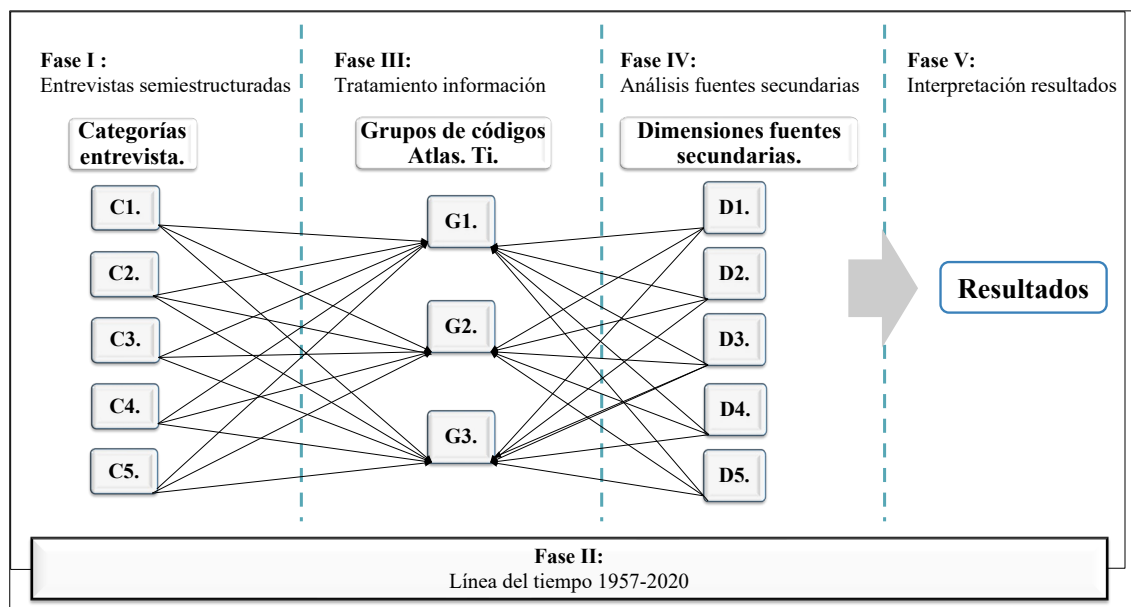 Fase I :
Entrevistas semiestructuradas
Categorías
entrevista.
C1.
C2.
C3.
C4.
C5.
Fase III:
Tratamiento información
Grupos de códigos
Atlas. Ti.
G1.
G2.
G3.
Fase IV:
Análisis fuentes secundarias
Dimensiones fuentes
secundarias.
D1.
D2.
D3.
D4.
D5.
Fase V:
Interpretación resultados
Resultados
Fase II:
Línea del tiempo 1957-2020